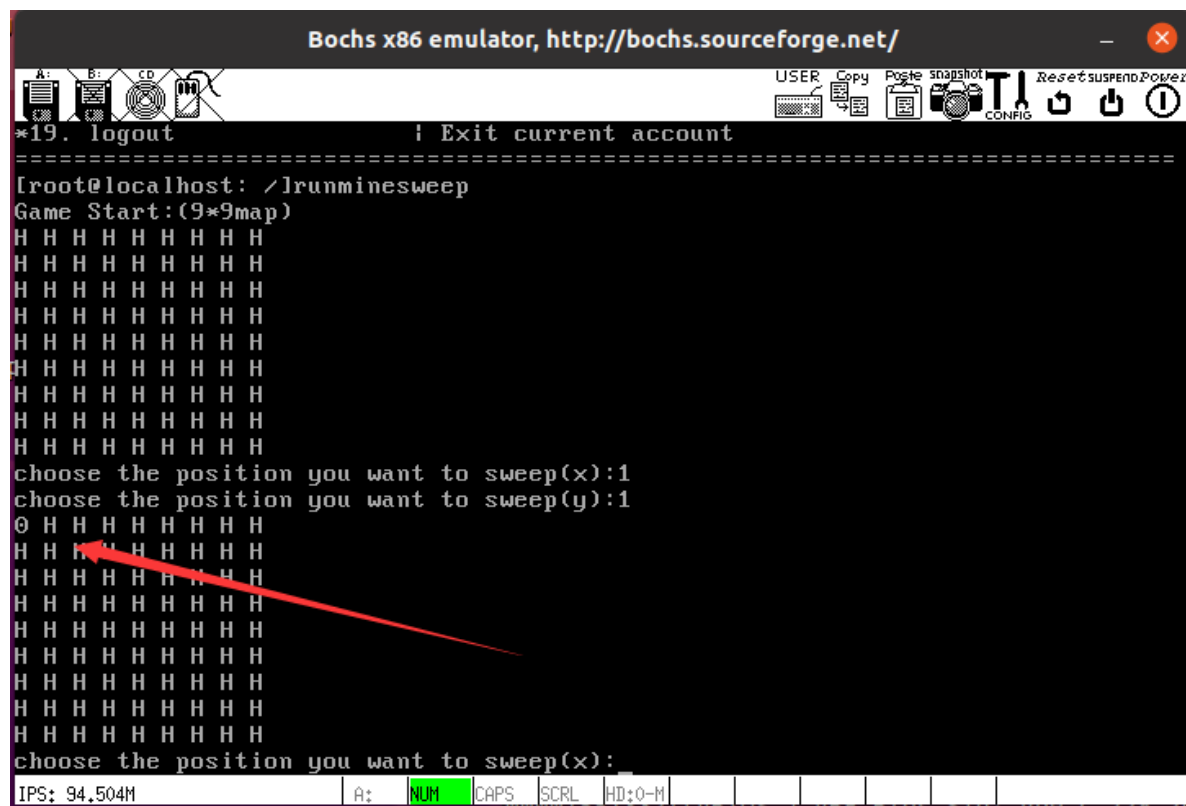 Bochs x86 emulator, http://bochs.sourceforge.net/
A: B: CD USER Copy Paste snapshot CONFIG Reset SUSPEND Power
*19. logout ¦ Exit current account
================================================================================
[root@localhost: /]runminesweep
Game Start:(9*9map)
H H H H H H H H H
H H H H H H H H H
H H H H H H H H H
H H H H H H H H H
H H H H H H H H H
H H H H H H H H H
H H H H H H H H H
H H H H H H H H H
H H H H H H H H H
choose the position you want to sweep(x):1
choose the position you want to sweep(y):1
0 H H H H H H H H
H H H H H H H H H
H H H H H H H H H
H H H H H H H H H
H H H H H H H H H
H H H H H H H H H
H H H H H H H H H
H H H H H H H H H
H H H H H H H H H
choose the position you want to sweep(x):_
IPS: 94.504M A: NUM CAPS SCRL HD:0-M